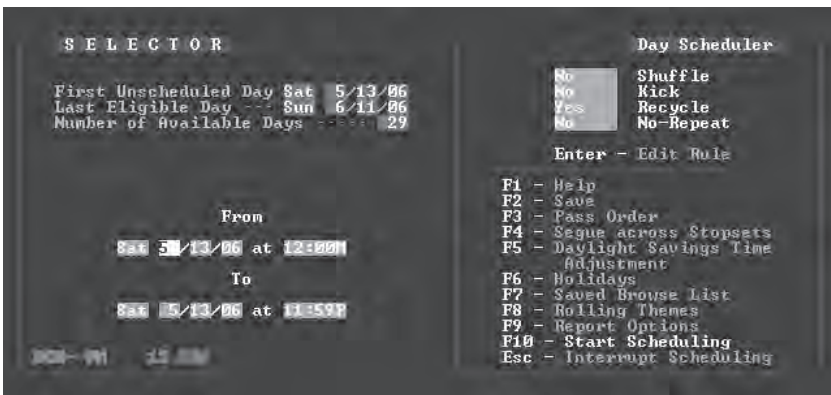 S E L E C T O R
First Unscheduled Day Sat 5/13/06
Last Eligible Day --- Sun 6/11/06
Number of Available Days ----- 29
From
Sat 5/13/06 at 12:00M
To
Sat 5/13/06 at 11:59P
Day Scheduler
No Shuffle
No Kick
Yes Recycle
No No-Repeat
Enter - Edit Rule
F1 - Help
F2 - Save
F3 - Pass Order
F4 - Segue across Stopsets
F5 - Daylight Savings Time
Adjustment
F6 - Holidays
F7 - Saved Browse List
F8 - Rolling Themes
F9 - Report Options
F10 - Start Scheduling
Esc - Interrupt Scheduling